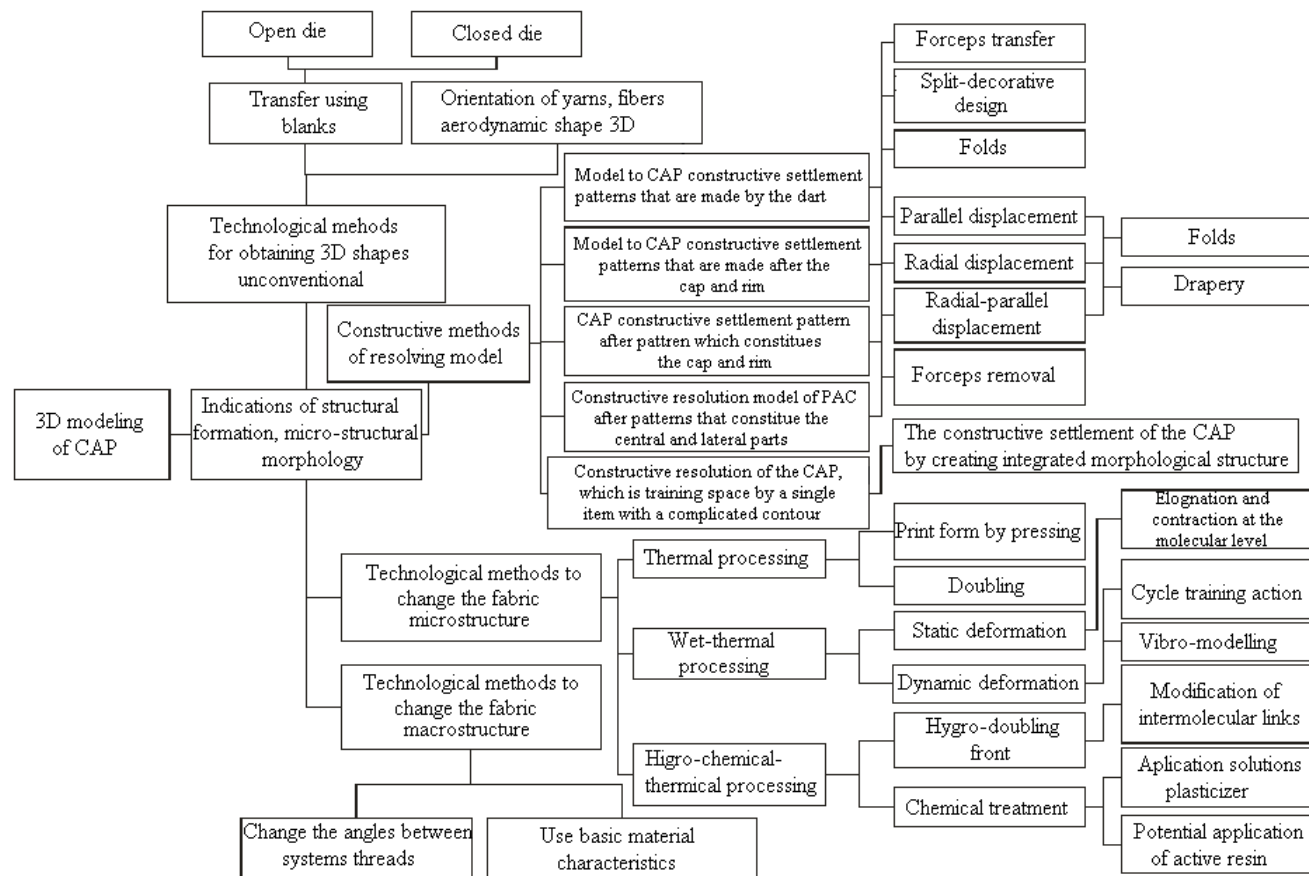 Open die
Closed die
Forceps transfer
Transfer using
blanks
Orientation of yarns, fibers
aerodynamic shape 3D
Split-decorative
design
Folds
Model to CAP constructive settlement
patterns that are made by the dart
Technological mehods
for obtaining 3D shapes
unconventional
Parallel displacement
Folds
Model to CAP constructive settlement
patterns that are made after the
cap and rim
Radial displacement
Drapery
Radial-parallel
displacement
Constructive methods
of resolving model
CAP constructive settlement pattern
after pattren which constitues
the cap and rim
Forceps removal
3D modeling
of CAP
Indications of structural
formation, micro-structural
morphology
Constructive resolution model of PAC
after patterns that constitue the
central and lateral parts
The constructive settlement of the CAP
by creating integrated morphological structure
Constructive resolution of the CAP,
which is training space by a single
item with a complicated contour
Elognation and
contraction at the
molecular level
Print form by pressing
Thermal processing
Doubling
Technological methods to
change the fabric
microstructure
Cycle training action
Static deformation
Wet-thermal
processing
Vibro-modelling
Dynamic deformation
Technological methods to
change the fabric
macrostructure
Modification of
intermolecular links
Hygro-doubling
front
Higro-chemical-
thermical processing
Aplication solutions
plasticizer
Chemical treatment
Change the angles between
systems threads
Use basic material
characteristics
Potential application
of active resin